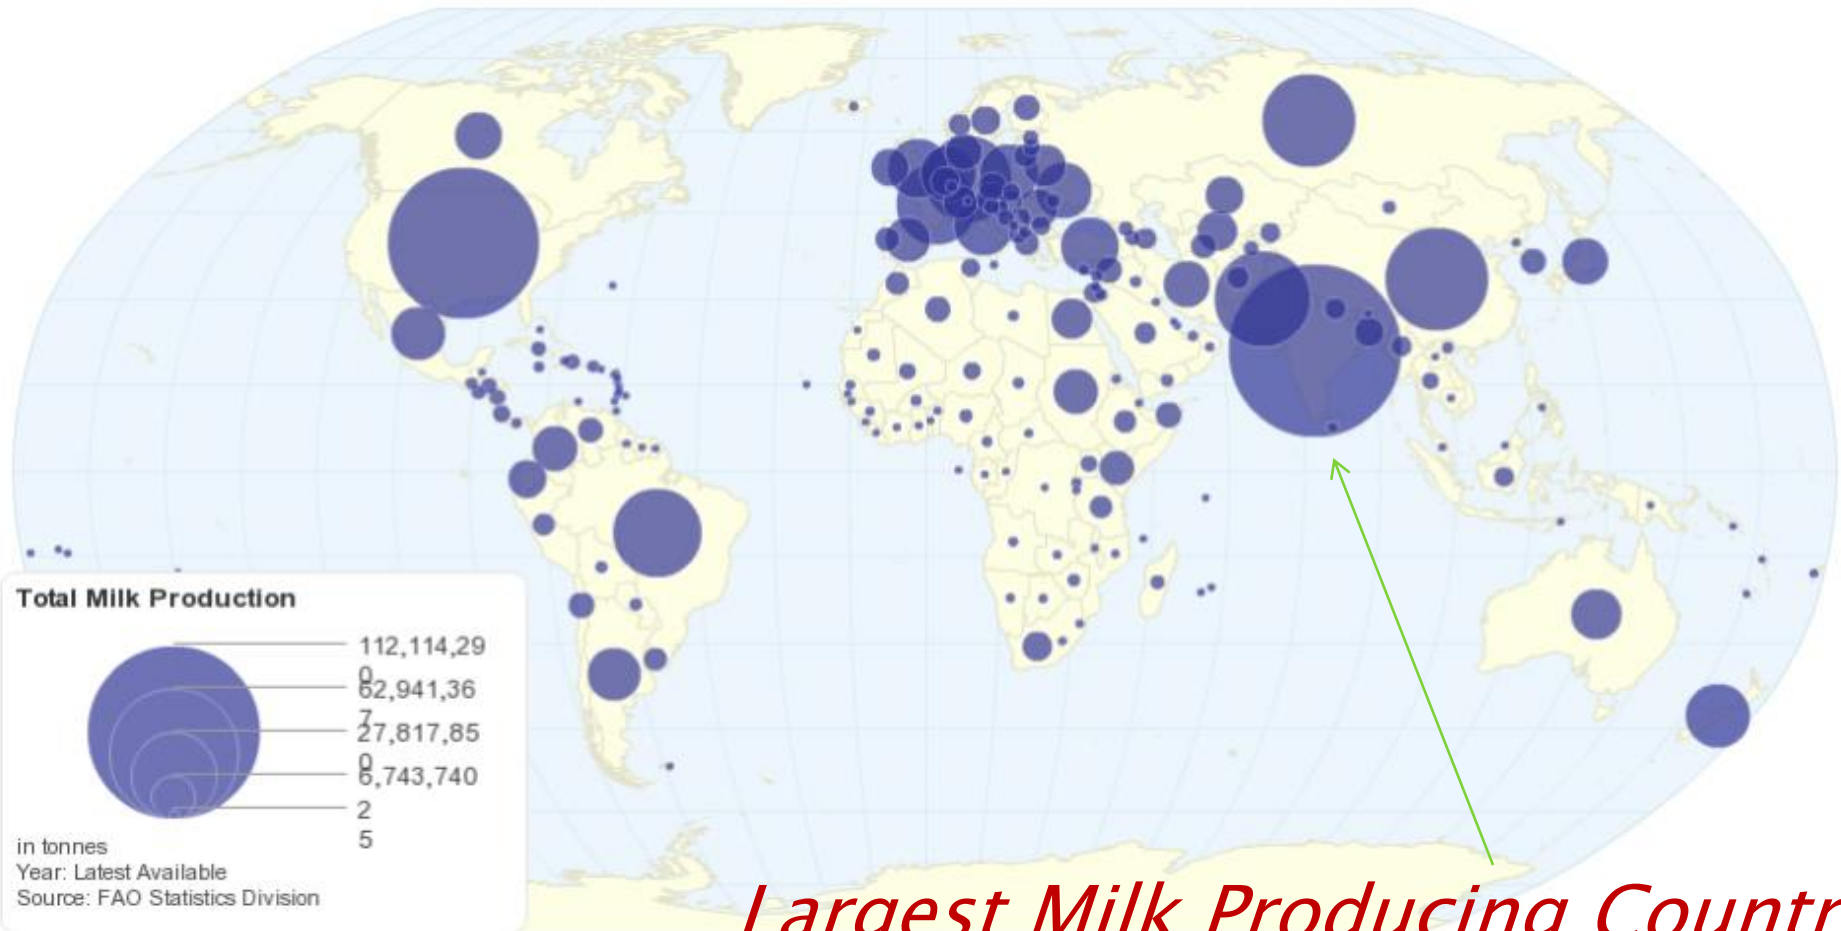 Total Milk Production
112,114,29
0
62,941,36
7
27,817,85
0
6,743,740
2
5
in tonnes
Year: Latest Available
Source: FAO Statistics Division
Largest Milk Producing Countr